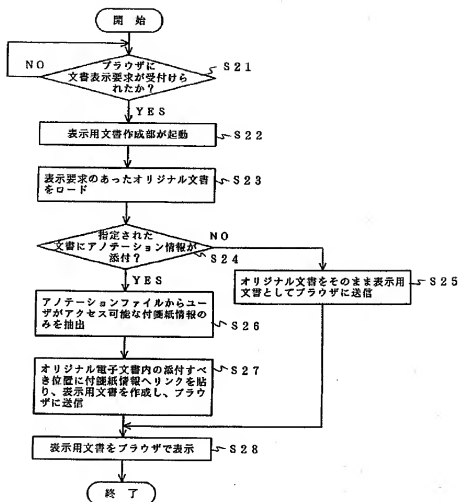 開 始
ブラウザに
文書表示要求が受付けら
れたか？
NO
S21
YES
表示用文書作成部が起動
S22
表示要求のあったオリジナル文書
をロード
S23
指定された
文書にアノテーション情報が
添付？
NO
S24
YES
オリジナル文書をそのまま表示用
文書としてブラウザに送信
S25
アノテーションファイルからユー
ザがアクセス可能な付箋紙情報の
みを抽出
S26
オリジナル電子文書内の添付すべ
き位置に付箋紙情報へリンクを貼
り、表示用文書を作成し、ブラウ
ザに送信
S27
表示用文書をブラウザで表示
S28
終 了